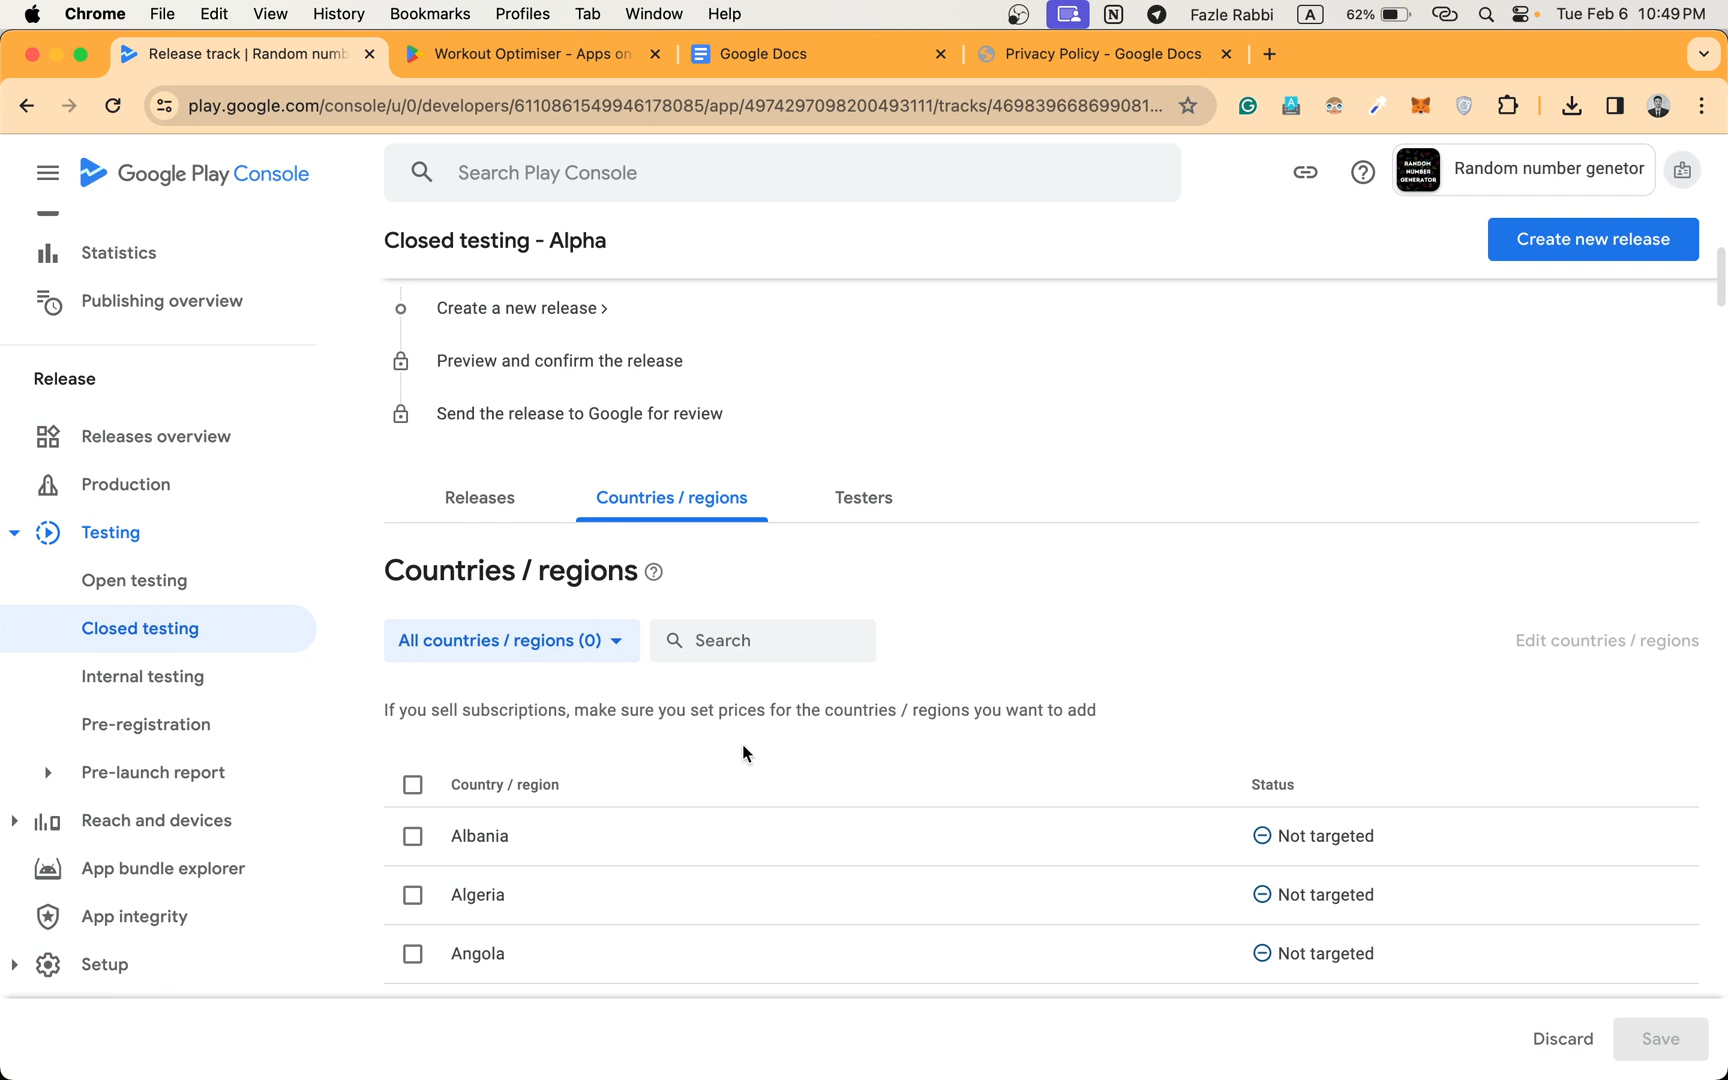 Chrome File Edit View History Bookmarks Profiles Tab Window Help Fazle Rabbi A 62% Tue Feb 6 10:49 PM
Release track | Random numb Workout Optimiser - Apps on Google Docs Privacy Policy - Google Docs
play.google.com/console/u/0/developers/6110861549946178085/app/4974297098200493111/tracks/469839668699081...
Google Play Console
Search Play Console
RANDOM NUMBER GENERATOR
Random number genetor
Statistics
Publishing overview
Release
Releases overview
Production
Testing
Open testing
Closed testing
Internal testing
Pre-registration
Pre-launch report
Reach and devices
App bundle explorer
App integrity
Setup
Closed testing - Alpha
Create new release
Create a new release >
Preview and confirm the release
Send the release to Google for review
Releases Countries / regions Testers
Countries / regions
All countries / regions (0) Search Edit countries / regions
If you sell subscriptions, make sure you set prices for the countries / regions you want to add
Country / region Status
Albania Not targeted
Algeria Not targeted
Angola Not targeted
Discard Save